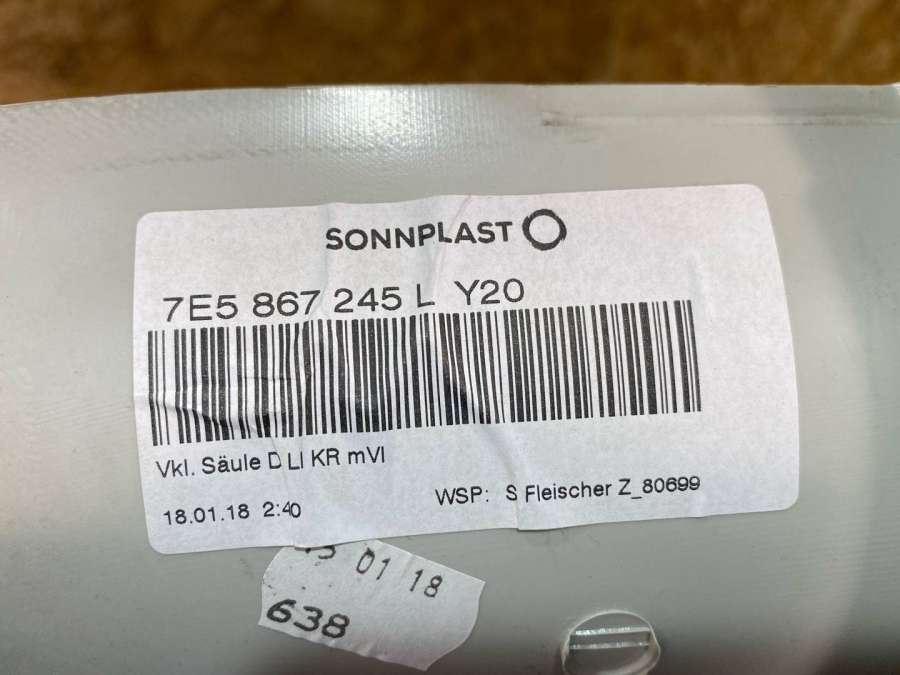 SONNPLAST
7E5 867 245 L Y20
Vkl. Säule D LI KR mVl
18.01.18 2:40
WSP: S Fleischer Z_80699
01 18
638